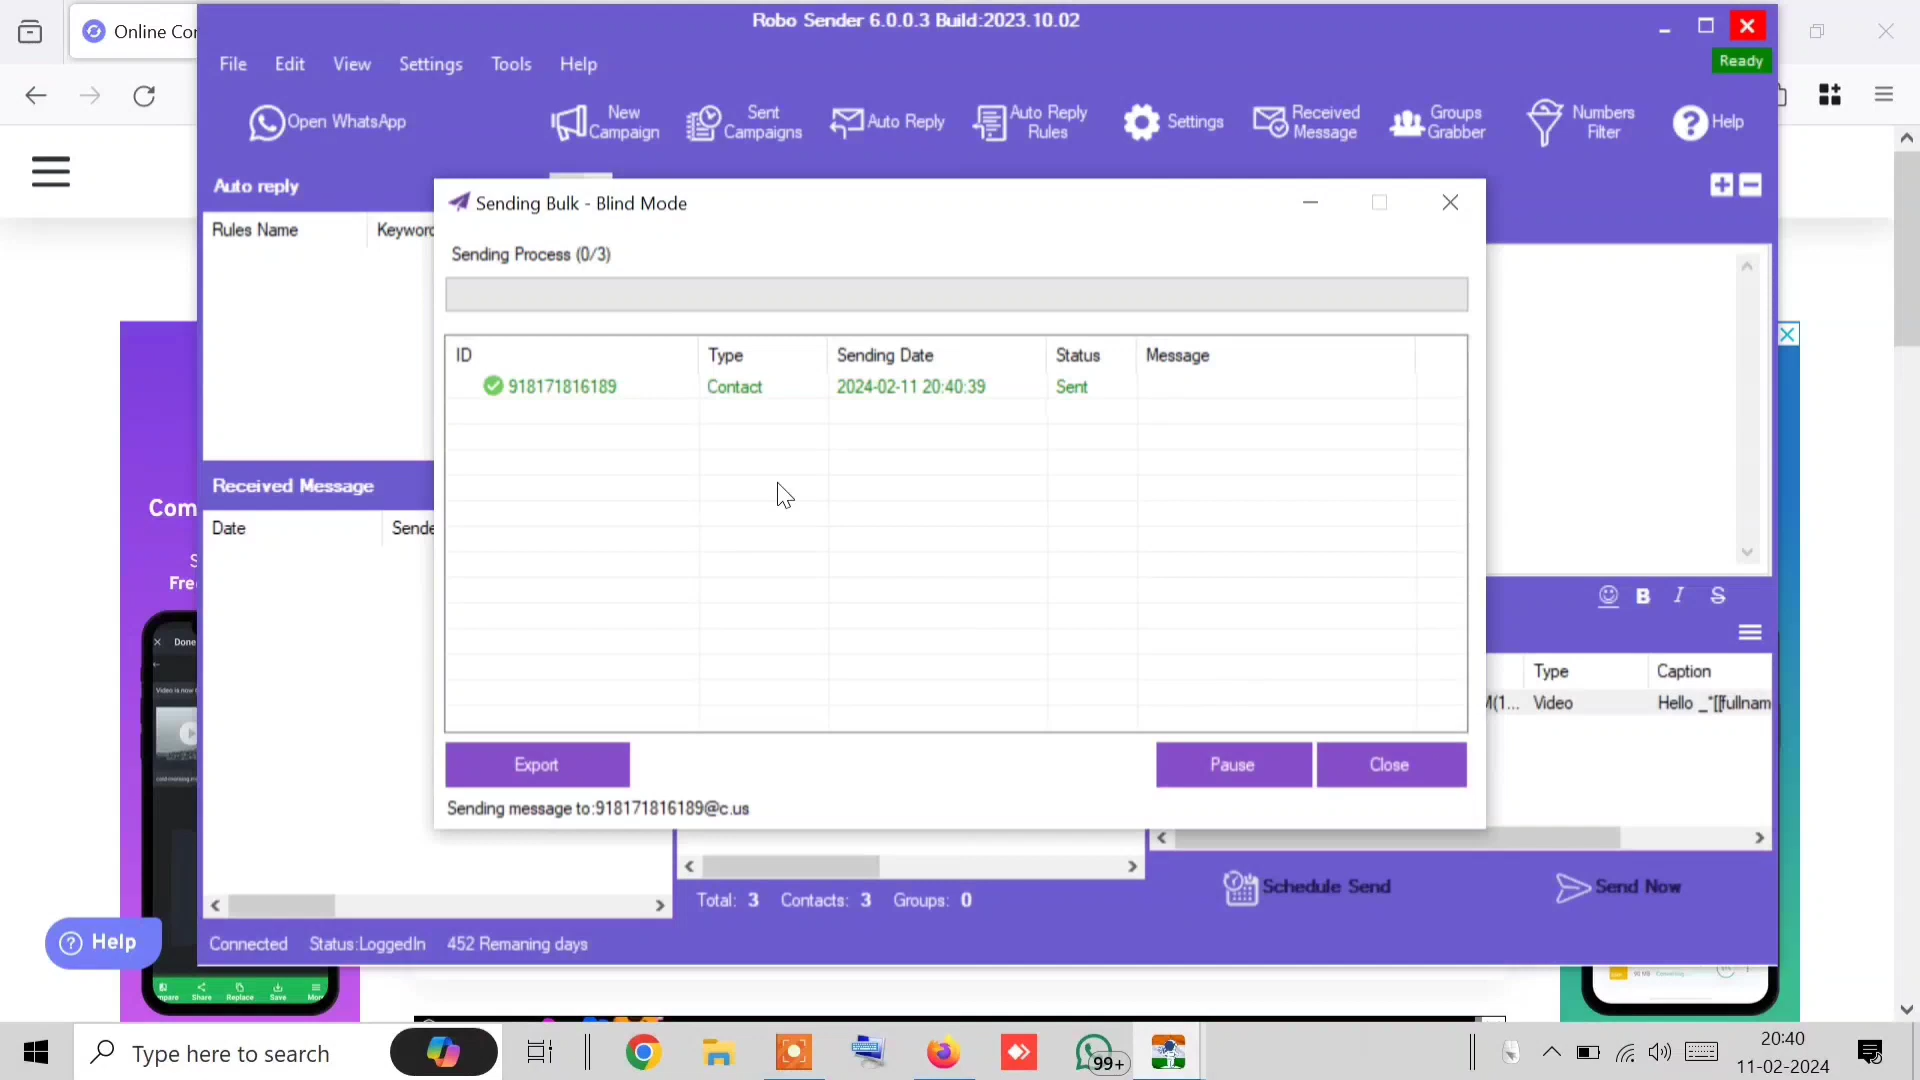 Online Con
Robo Sender 6.0.0.3 Build:2023.10.02
File Edit View Settings Tools Help
Ready
Open WhatsApp
New Campaign
Sent Campaigns
Auto Reply
Auto Reply Rules
Settings
Received Message
Groups Grabber
Numbers Filter
Help
Auto reply
Rules Name
Sending Bulk - Blind Mode
Sending Process (0/3)
ID Type Sending Date Status Message
918171816189 Contact 2024-02-11 20:40:39 Sent
Received Message
Date
Com
Free
Done
Type Caption
Video Hello _*[[fullnam
Export Pause Close
Sending message to:918171816189@c.us
Total: 3 Contacts: 3 Groups: 0
Schedule Send Send Now
Connected Status:LoggedIn 452 Remaning days
Help
Share Replace Save
Type here to search
99+
20:40
11-02-2024